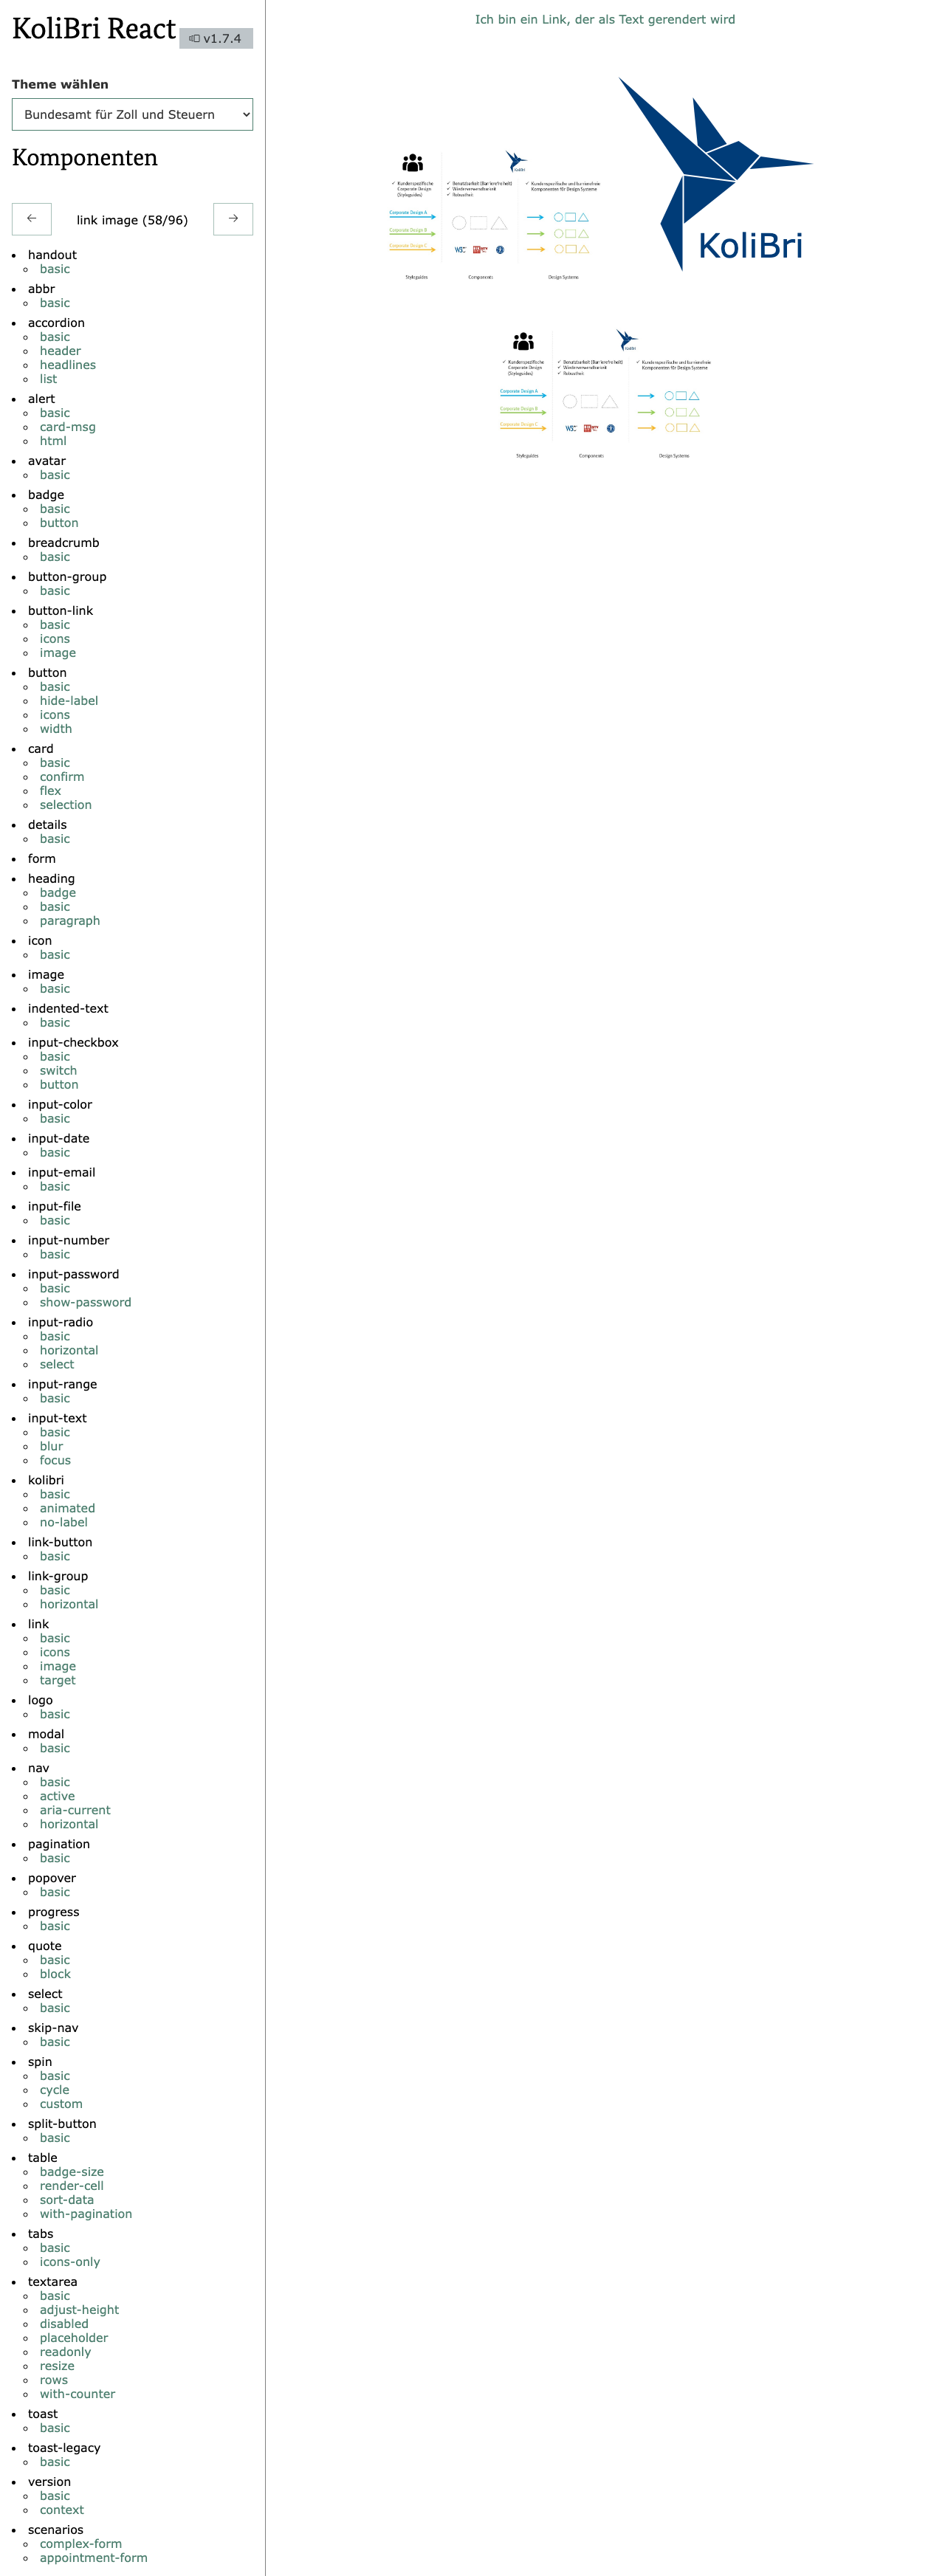 KoliBri React
v1.7.4
Theme wählen
Bundesamt für Zoll und Steuern
Komponenten
←
link image (58/96)
→
handout
basic
abbr
basic
accordion
basic
header
headlines
list
alert
basic
card-msg
html
avatar
basic
badge
basic
button
breadcrumb
basic
button-group
basic
button-link
basic
icons
image
button
basic
hide-label
icons
width
card
basic
confirm
flex
selection
details
basic
form
heading
badge
basic
paragraph
icon
basic
image
basic
indented-text
basic
input-checkbox
basic
switch
button
input-color
basic
input-date
basic
input-email
basic
input-file
basic
input-number
basic
input-password
basic
show-password
input-radio
basic
horizontal
select
input-range
basic
input-text
basic
blur
focus
kolibri
basic
animated
no-label
link-button
basic
link-group
basic
horizontal
link
basic
icons
image
target
logo
basic
modal
basic
nav
basic
active
aria-current
horizontal
pagination
basic
popover
basic
progress
basic
quote
basic
block
select
basic
skip-nav
basic
spin
basic
cycle
custom
split-button
basic
table
badge-size
render-cell
sort-data
with-pagination
tabs
basic
icons-only
textarea
basic
adjust-height
disabled
placeholder
readonly
resize
rows
with-counter
toast
basic
toast-legacy
basic
version
basic
context
scenarios
complex-form
appointment-form
Ich bin ein Link, der als Text gerendert wird
KoliBri
✓ Kundenspezifische
Corporate Design
(Styleguides)
✓ Benutzbarkeit (Barrierefreiheit)
✓ Wiederverwendbarkeit
✓ Robustheit
✓ Kundenspezifische und barrierefreie
Komponenten für Design Systeme
Corporate Design A
Corporate Design B
Corporate Design C
Styleguides
Components
Design Systems
KoliBri
KoliBri
✓ Kundenspezifische
Corporate Design
(Styleguides)
✓ Benutzbarkeit (Barrierefreiheit)
✓ Wiederverwendbarkeit
✓ Robustheit
✓ Kundenspezifische und barrierefreie
Komponenten für Design Systeme
Corporate Design A
Corporate Design B
Corporate Design C
Styleguides
Components
Design Systems